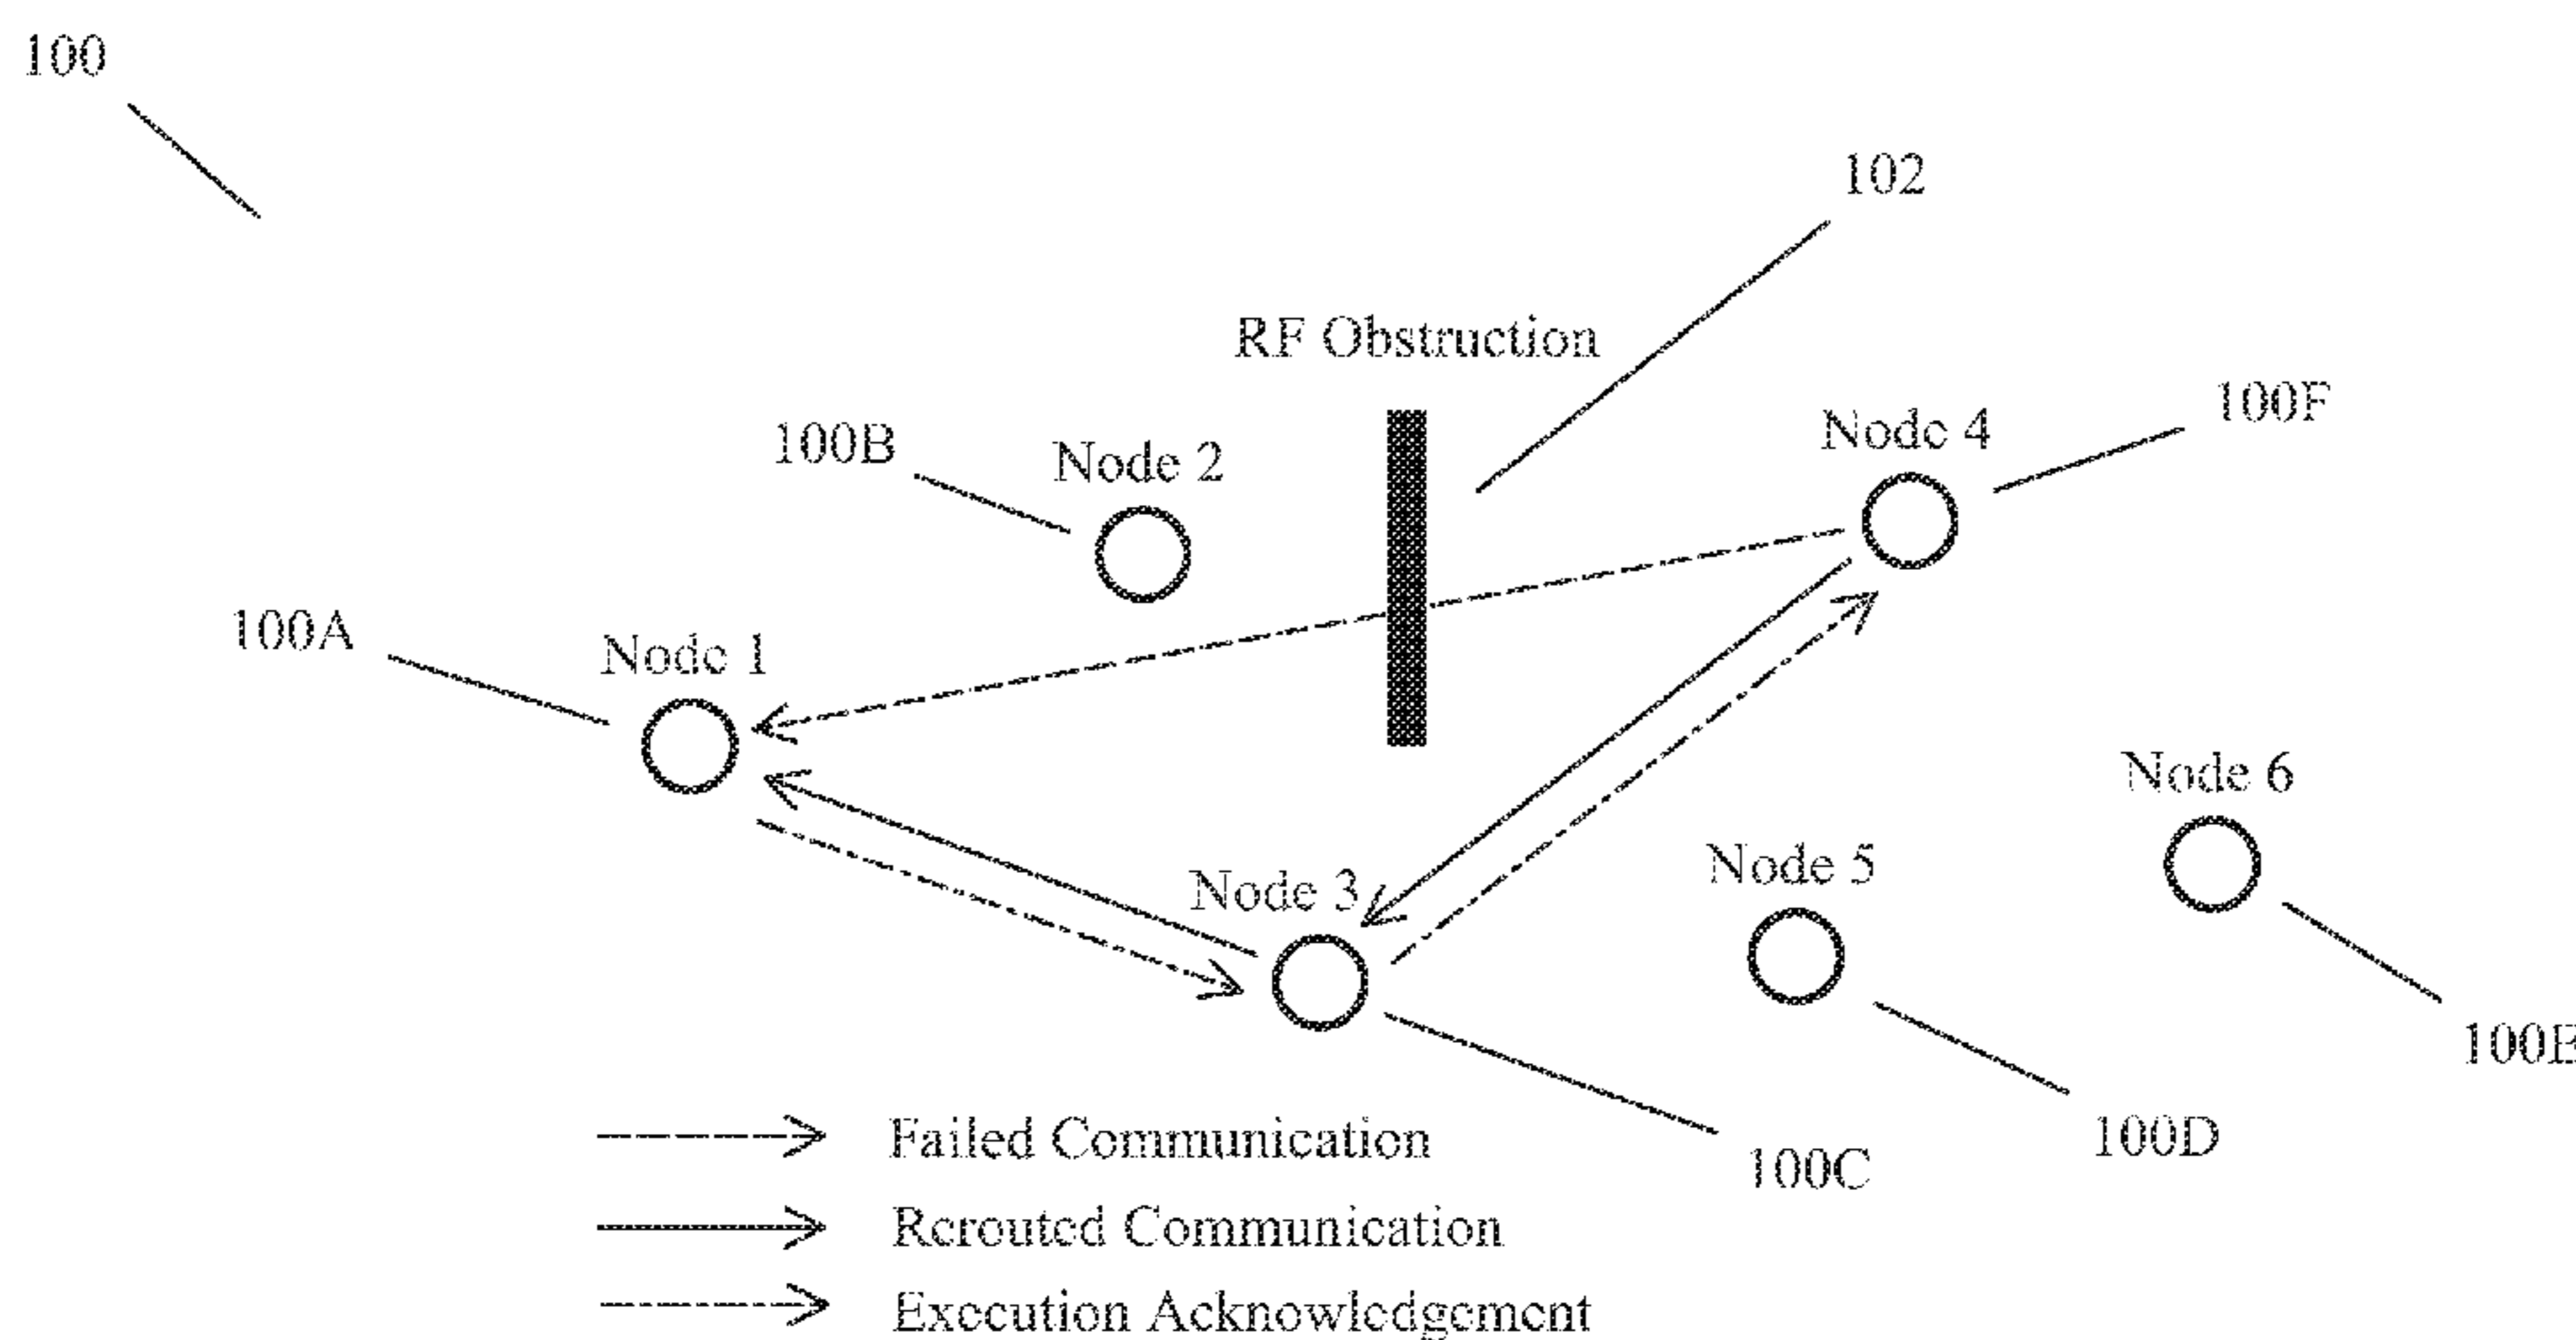 100
102
RF Obstruction
100F
Node 4
100B
Node 2
100A
Node 1
Node 6
Node 5
Node 3
100E
100D
100C
Failed Communication
Rerouted Communication
Execution Acknowledgement